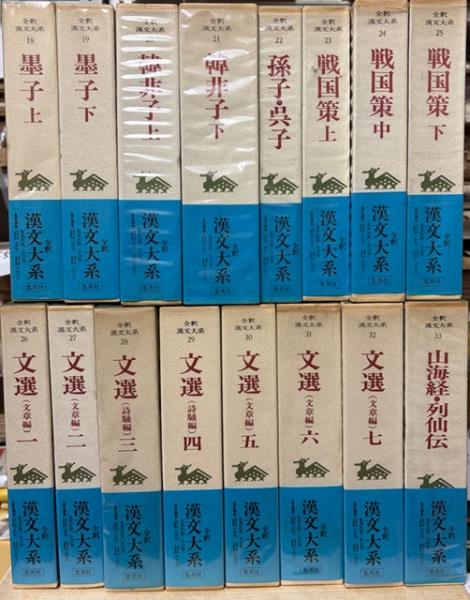 全釈
漢文大系
18
墨子 上
漢文大系
全釈
集英社
全釈
漢文大系
19
墨子 下
漢文大系
全釈
集英社
全釈
漢文大系
韓非子 上
漢文大系
全釈
集英社
全釈
漢文大系
21
韓非子 下
漢文大系
全釈
集英社
全釈
漢文大系
22
孫子・呉子
漢文大系
全釈
集英社
全釈
漢文大系
23
戦国策 上
漢文大系
全釈
集英社
全釈
漢文大系
24
戦国策 中
漢文大系
全釈
集英社
全釈
漢文大系
25
戦国策 下
漢文大系
全釈
集英社
全釈
漢文大系
26
文選(文章編)一
漢文大系
全釈
集英社
全釈
漢文大系
27
文選(文章編)二
漢文大系
全釈
集英社
全釈
漢文大系
28
文選(詩騒編)三
漢文大系
全釈
集英社
全釈
漢文大系
29
文選(詩騒編)四
漢文大系
全釈
集英社
全釈
漢文大系
30
文選(文章編)五
漢文大系
全釈
集英社
全釈
漢文大系
31
文選(文章編)六
漢文大系
全釈
集英社
全釈
漢文大系
32
文選(文章編)七
漢文大系
全釈
集英社
全釈
漢文大系
33
山海経・列仙伝
漢文大系
全釈
集英社